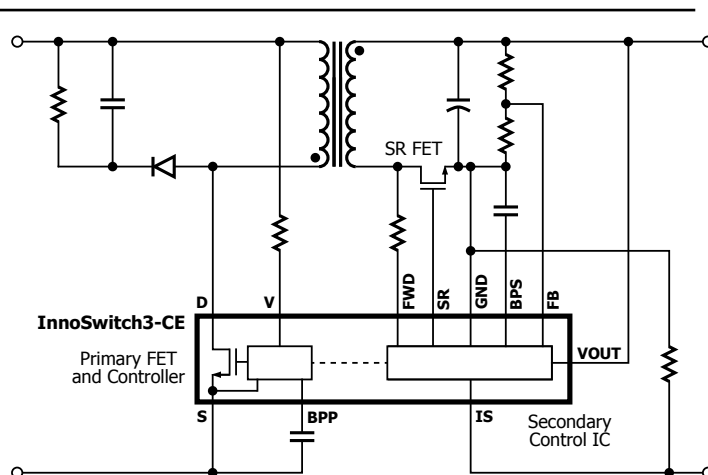 SR FET
D
V
FWD
SR
GND
BPS
FB
InnoSwitch3-CE
VOUT
Primary FET
and Controller
S
BPP
IS
Secondary
Control IC